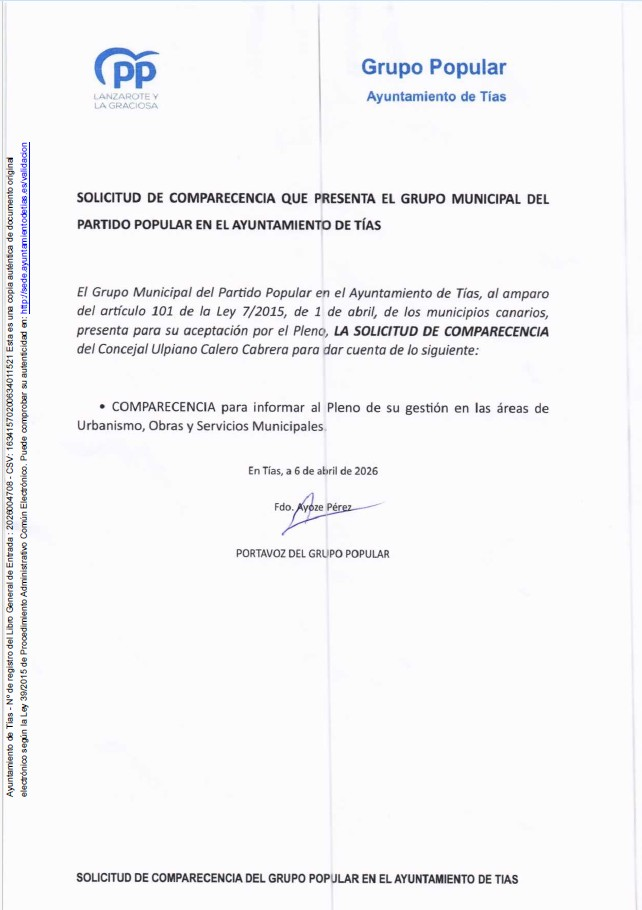 PP
LANZAROTE Y
LA GRACIOSA
Grupo Popular
Ayuntamiento de Tías
SOLICITUD DE COMPARECENCIA QUE PRESENTA EL GRUPO MUNICIPAL DEL
PARTIDO POPULAR EN EL AYUNTAMIENTO DE TÍAS
El Grupo Municipal del Partido Popular en el Ayuntamiento de Tías, al amparo
del artículo 101 de la Ley 7/2015, de 1 de abril, de los municipios canarios,
presenta para su aceptación por el Pleno, LA SOLICITUD DE COMPARECENCIA
del Concejal Ulpiano Calero Cabrera para dar cuenta de lo siguiente:
• COMPARECENCIA para informar al Pleno de su gestión en las áreas de
Urbanismo, Obras y Servicios Municipales.
En Tías, a 6 de abril de 2026
Fdo. Ayoze Pérez
PORTAVOZ DEL GRUPO POPULAR
SOLICITUD DE COMPARECENCIA DEL GRUPO POPULAR EN EL AYUNTAMIENTO DE TIAS
Ayuntamiento de Tías - Nº de registro del Libro General de Entrada : 2026004708 - CSV: 16341570200634011521 Esta es una copia auténtica de documento original
electrónico según la Ley 39/2015 de Procedimiento Administrativo Común Electrónico. Puede comprobar su autenticidad en: http://sede.ayuntamientodetias.es/validacion